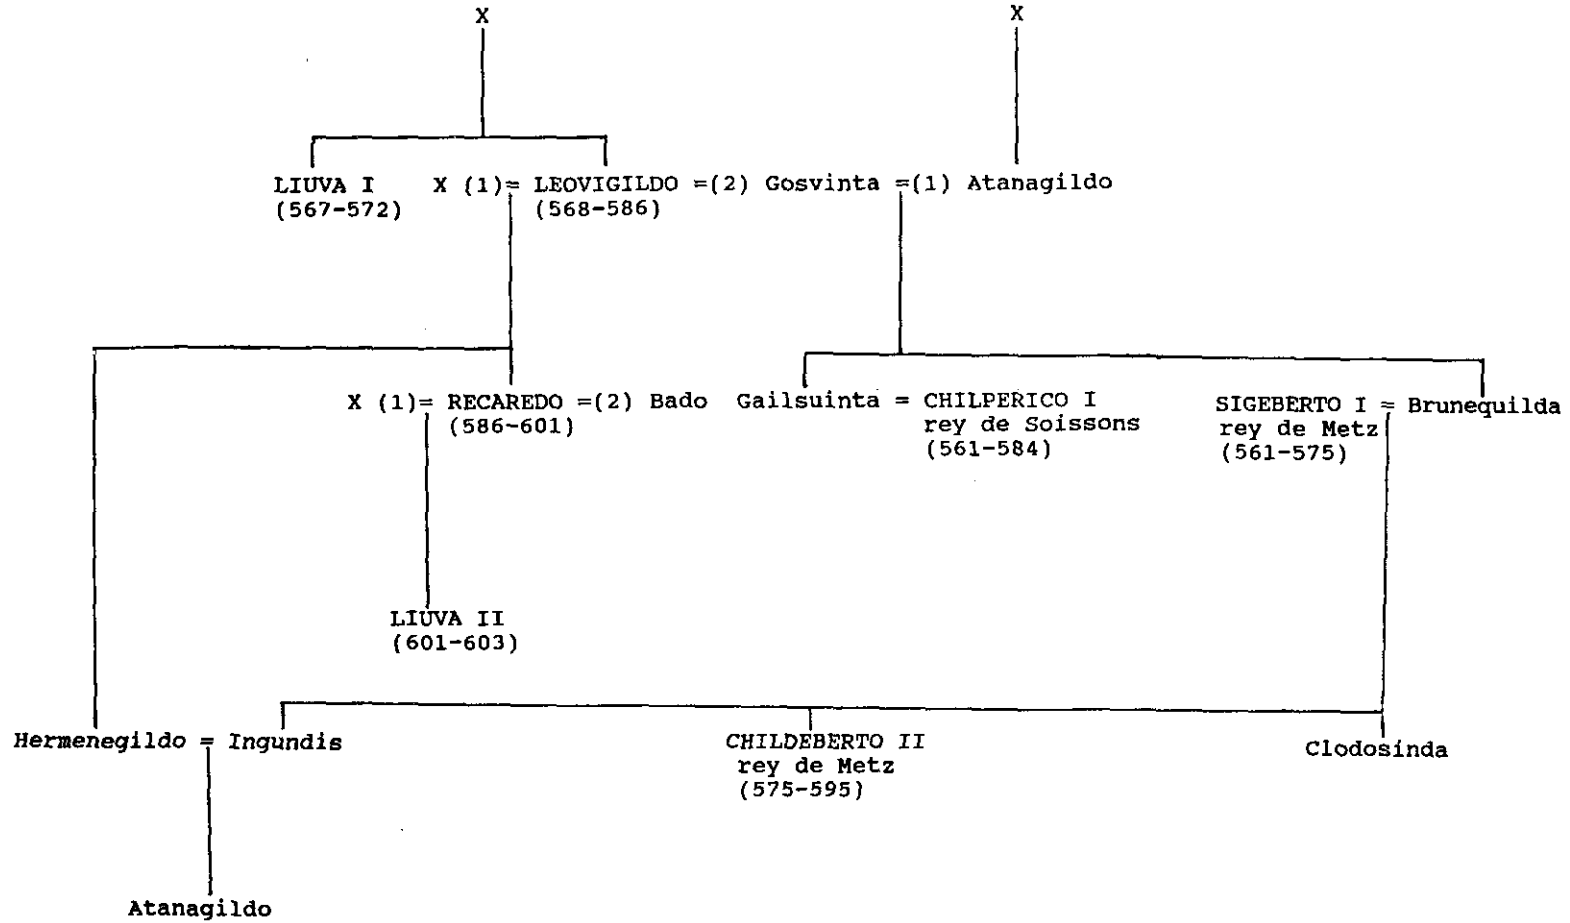 X X
LIUVA I X (1)= LEOVIGILDO =(2) Gosvinta =(1) Atanagildo
(567-572) (568-586)
X (1)= RECAREDO =(2) Bado Gailsuinta = CHILPERICO I SIGEBERTO I = Brunequilda
(586-601) rey de Soissons rey de Metz
(561-584) (561-575)
LIUVA II
(601-603)
Hermenegildo = Ingundis CHILDEBERTO II Clodosinda
rey de Metz
(575-595)
Atanagildo